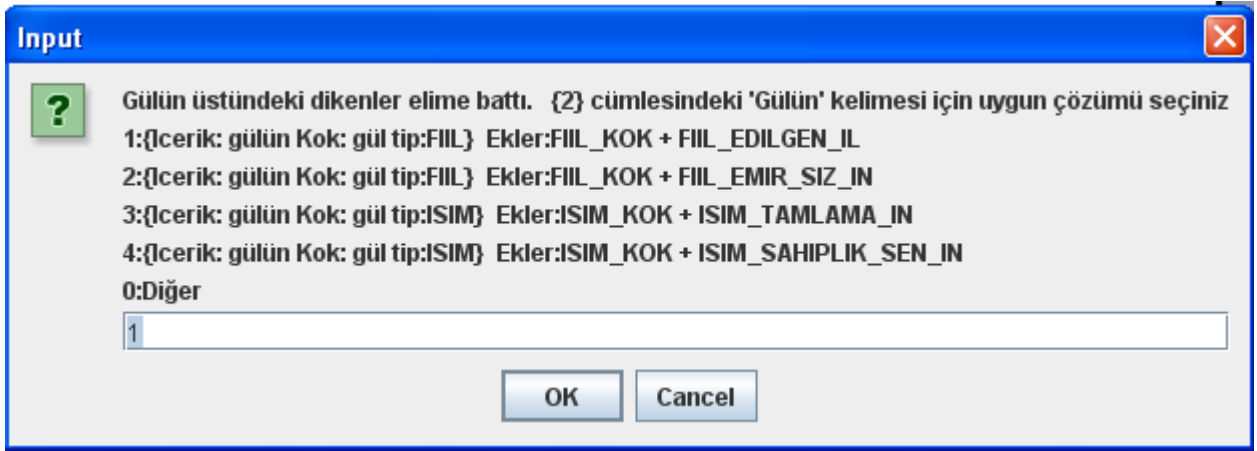 Input
Gülün üstündeki dikenler elime battı.   {2} cümlesindeki 'Gülün' kelimesi için uygun çözümü seçiniz
1:{Icerik: gülün Kok: gül tip:FIIL}  Ekler:FIIL_KOK + FIIL_EDILGEN_IL
2:{Icerik: gülün Kok: gül tip:FIIL}  Ekler:FIIL_KOK + FIIL_EMIR_SIZ_IN
3:{Icerik: gülün Kok: gül tip:ISIM}  Ekler:ISIM_KOK + ISIM_TAMLAMA_IN
4:{Icerik: gülün Kok: gül tip:ISIM}  Ekler:ISIM_KOK + ISIM_SAHIPLIK_SEN_IN
0:Diğer
1
OK Cancel